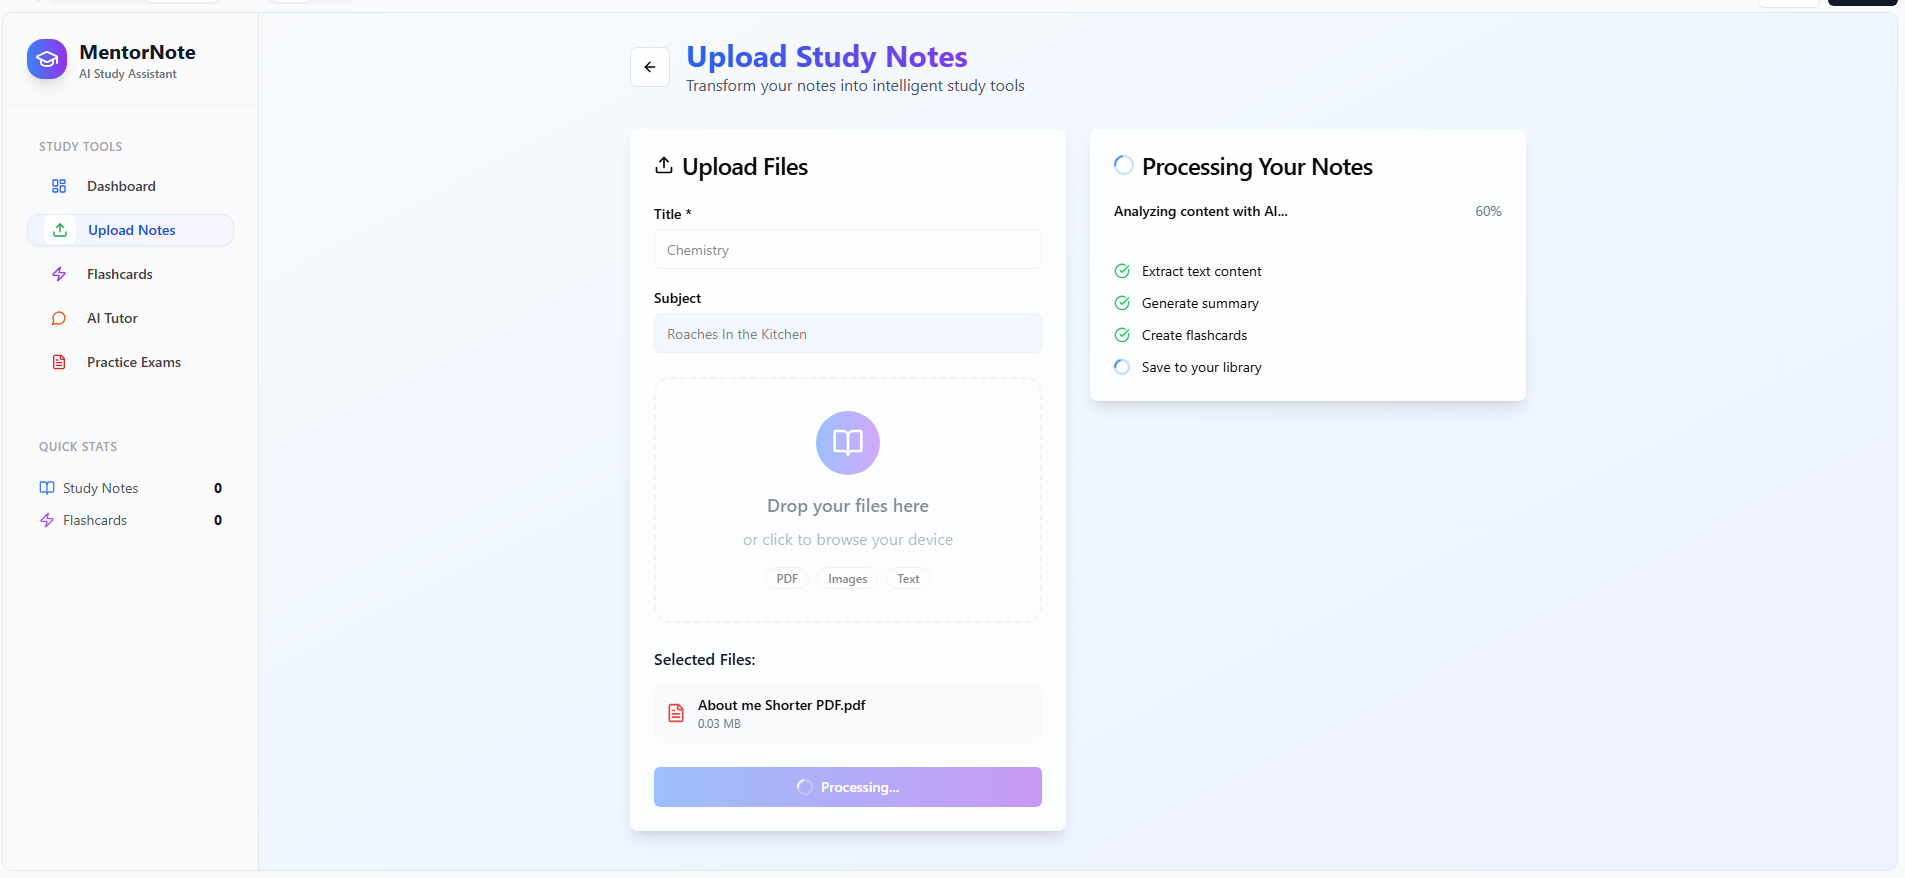 MentorNote
AI Study Assistant
STUDY TOOLS
Dashboard
Upload Notes
Flashcards
AI Tutor
Practice Exams
QUICK STATS
Study Notes 0
Flashcards 0
Upload Study Notes
Transform your notes into intelligent study tools
Upload Files
Title *
Chemistry
Subject
Roaches In the Kitchen
Drop your files here
or click to browse your device
PDF Images Text
Selected Files:
About me Shorter PDF.pdf
0.03 MB
Processing...
Processing Your Notes
Analyzing content with AI... 60%
Extract text content
Generate summary
Create flashcards
Save to your library